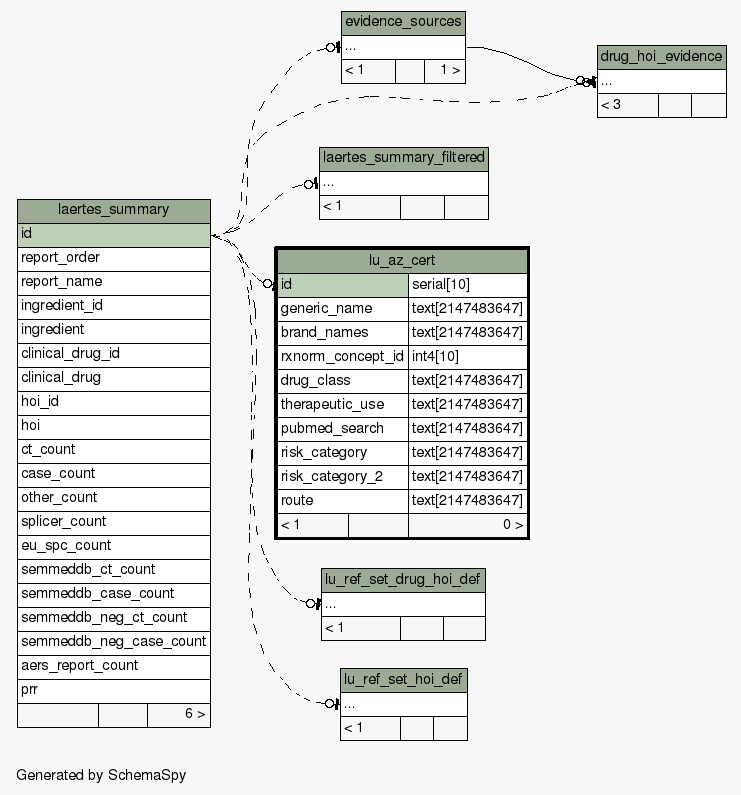 evidence_sources
...
< 1 1 >
drug_hoi_evidence
...
< 3
laertes_summary_filtered
...
< 1
laertes_summary
id
report_order
report_name
ingredient_id
ingredient
clinical_drug_id
clinical_drug
hoi_id
hoi
ct_count
case_count
other_count
splicer_count
eu_spc_count
semmeddb_ct_count
semmeddb_case_count
semmeddb_neg_ct_count
semmeddb_neg_case_count
aers_report_count
prr
6 >
lu_az_cert
id serial[10]
generic_name text[2147483647]
brand_names text[2147483647]
rxnorm_concept_id int4[10]
drug_class text[2147483647]
therapeutic_use text[2147483647]
pubmed_search text[2147483647]
risk_category text[2147483647]
risk_category_2 text[2147483647]
route text[2147483647]
< 1 0 >
lu_ref_set_drug_hoi_def
...
< 1
lu_ref_set_hoi_def
...
< 1
Generated by SchemaSpy